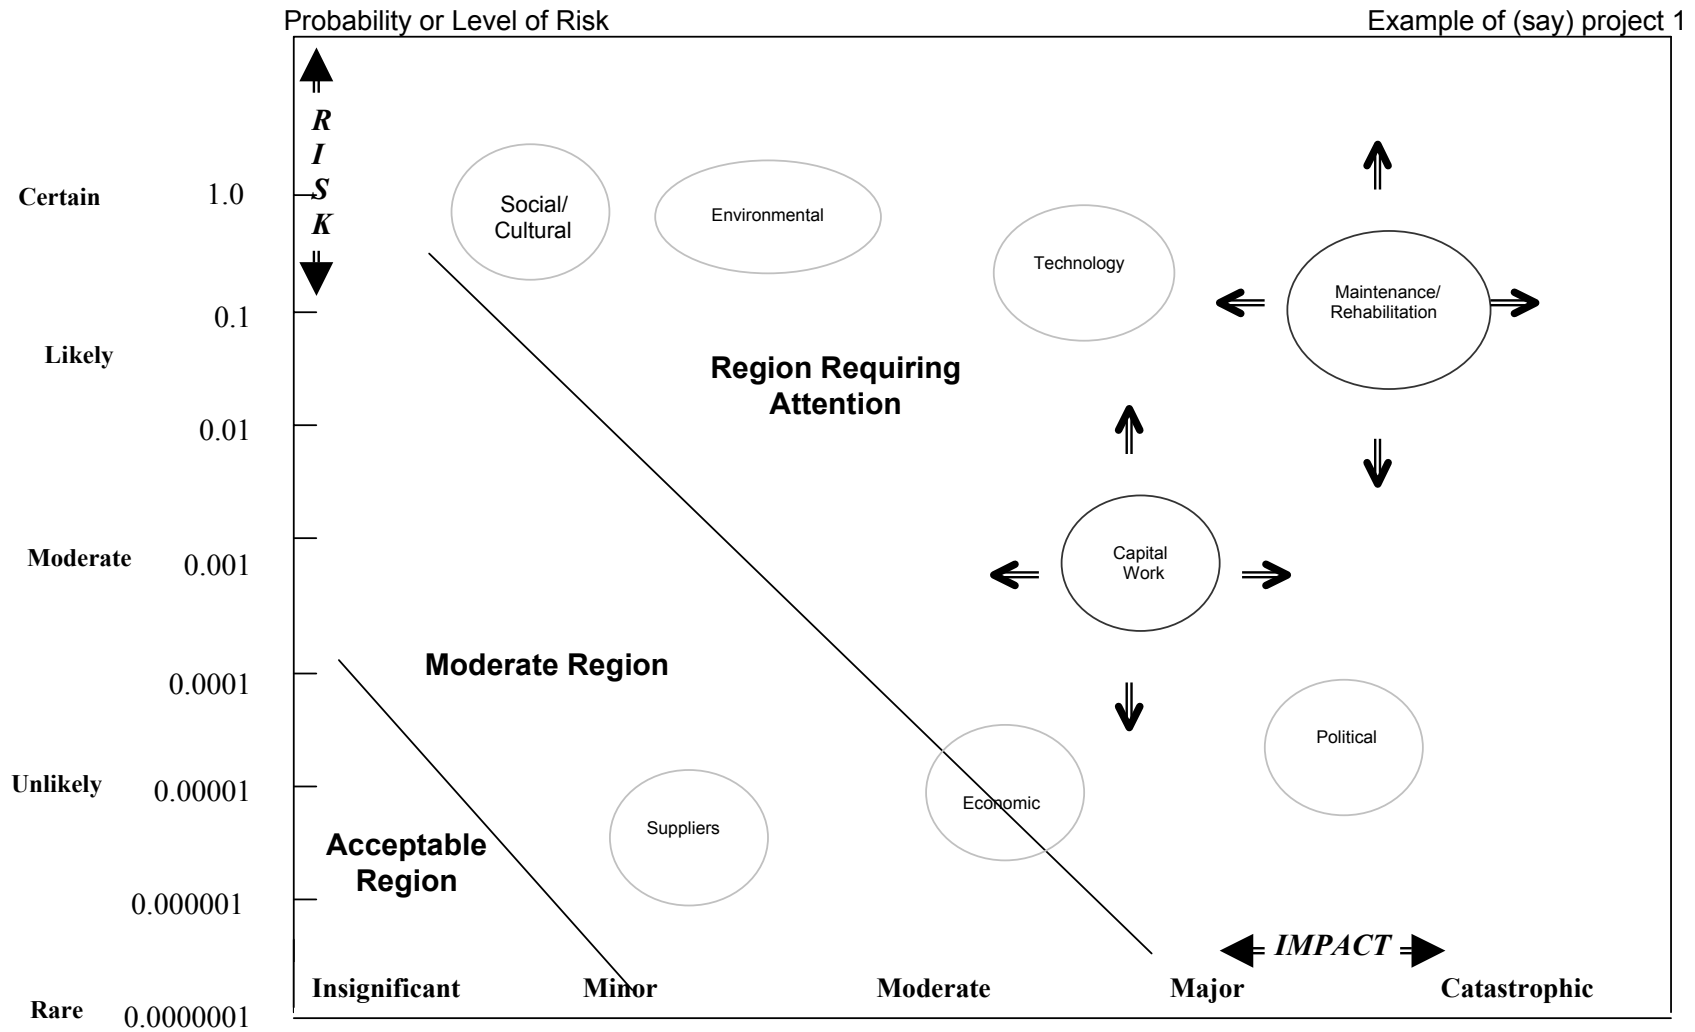 Probability or Level of Risk
Example of (say) project 1
R
I
S
K
Certain
1.0
Social/
Cultural
Environmental
Technology
Maintenance/
Rehabilitation
0.1
Likely
Region Requiring
Attention
0.01
Moderate
0.001
Capital
Work
Moderate Region
0.0001
Political
Unlikely
0.00001
Economic
Suppliers
Acceptable
Region
0.000001
IMPACT
Insignificant
Minor
Moderate
Major
Catastrophic
Rare
0.0000001